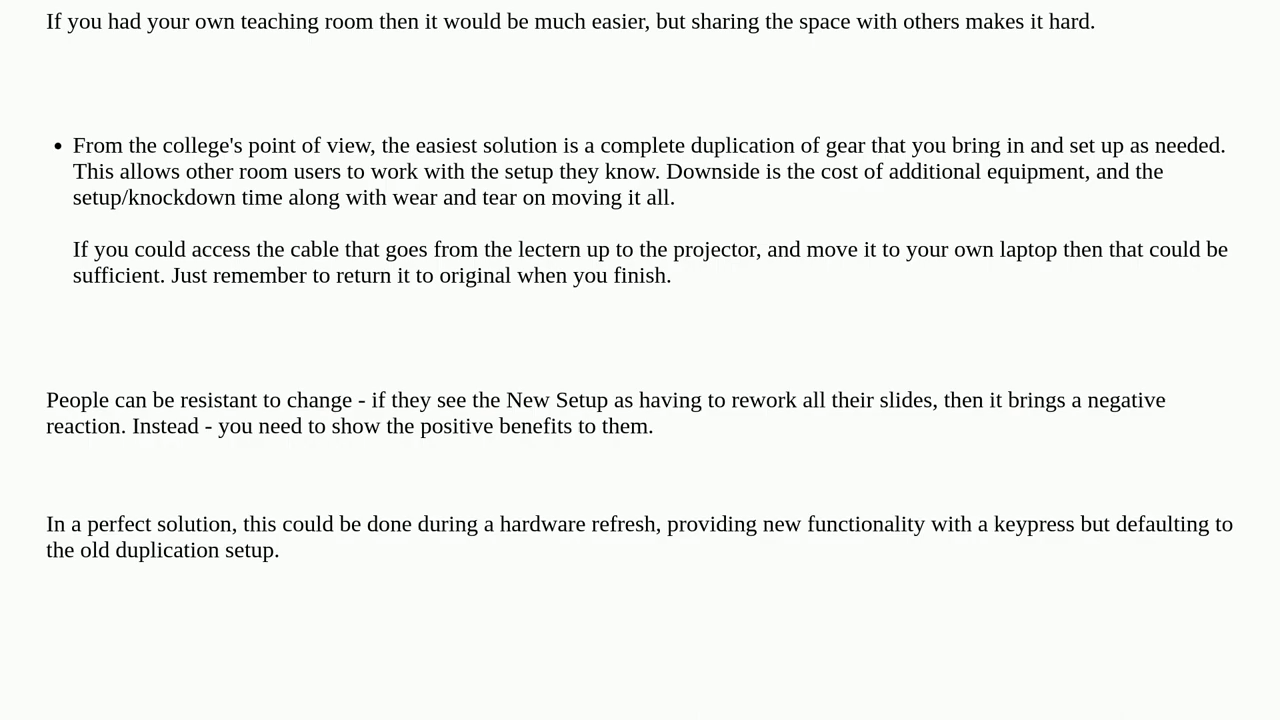 If you had your own teaching room then it would be much easier, but sharing the space with others makes it hard.
• From the college's point of view, the easiest solution is a complete duplication of gear that you bring in and set up as needed.
This allows other room users to work with the setup they know. Downside is the cost of additional equipment, and the
setup/knockdown time along with wear and tear on moving it all.
If you could access the cable that goes from the lectern up to the projector, and move it to your own laptop then that could be
sufficient. Just remember to return it to original when you finish.
People can be resistant to change - if they see the New Setup as having to rework all their slides, then it brings a negative
reaction. Instead - you need to show the positive benefits to them.
In a perfect solution, this could be done during a hardware refresh, providing new functionality with a keypress but defaulting to
the old duplication setup.